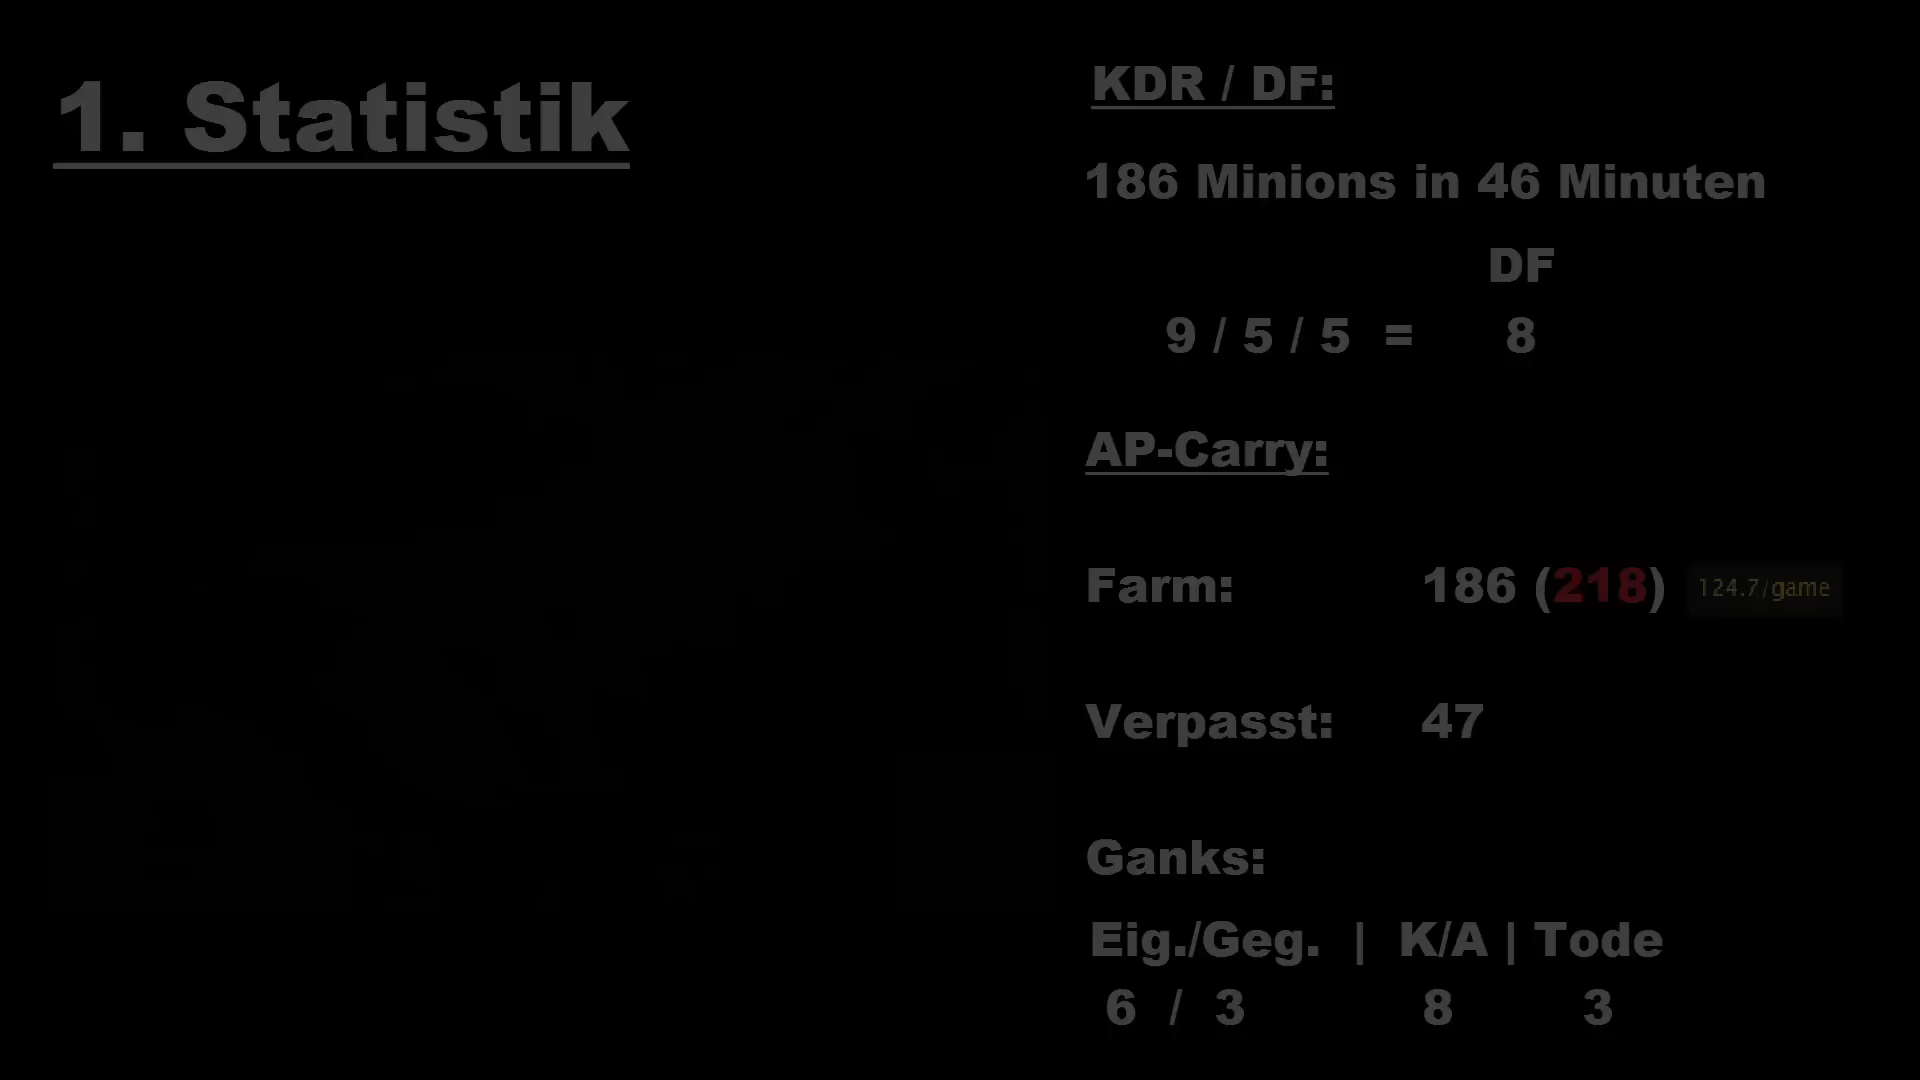 1. Statistik
KDR / DF:
186 Minions in 46 Minuten
DF
9 / 5 / 5 = 8
AP-Carry:
Farm: 186 (218) 124.7/game
Verpasst: 47
Ganks:
Eig./Geg. | K/A | Tode
6 / 3 8 3